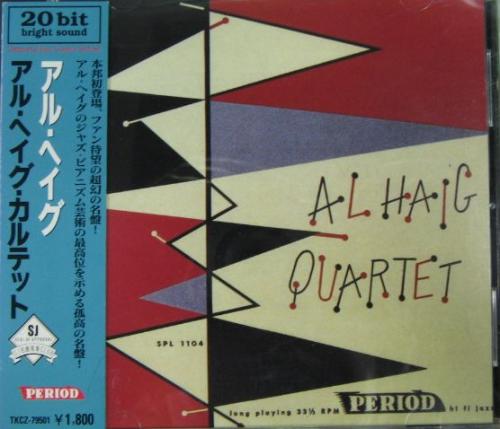 20 bit
bright sound
アル・ヘイグ
アル・ヘイグ・カルテット
本邦初登場、ファン待望の超幻の名盤!
アル・ヘイグのジャズ・ピアニズム芸術の最高位を示める孤高の名盤!
SJ
PERIOD
TKCZ-79501 ¥1,800
AL HAIG
QUARTET
SPL 1104
long playing 33⅓ RPM PERIOD hi fi jazz